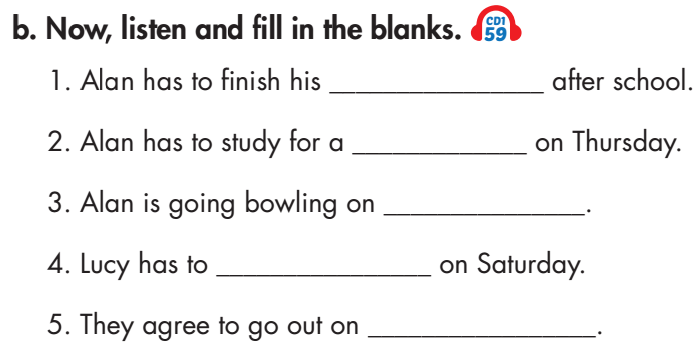 b. Now, listen and fill in the blanks. CD1 59
1. Alan has to finish his ________________ after school.
2. Alan has to study for a _____________ on Thursday.
3. Alan is going bowling on _______________.
4. Lucy has to ________________ on Saturday.
5. They agree to go out on _________________.